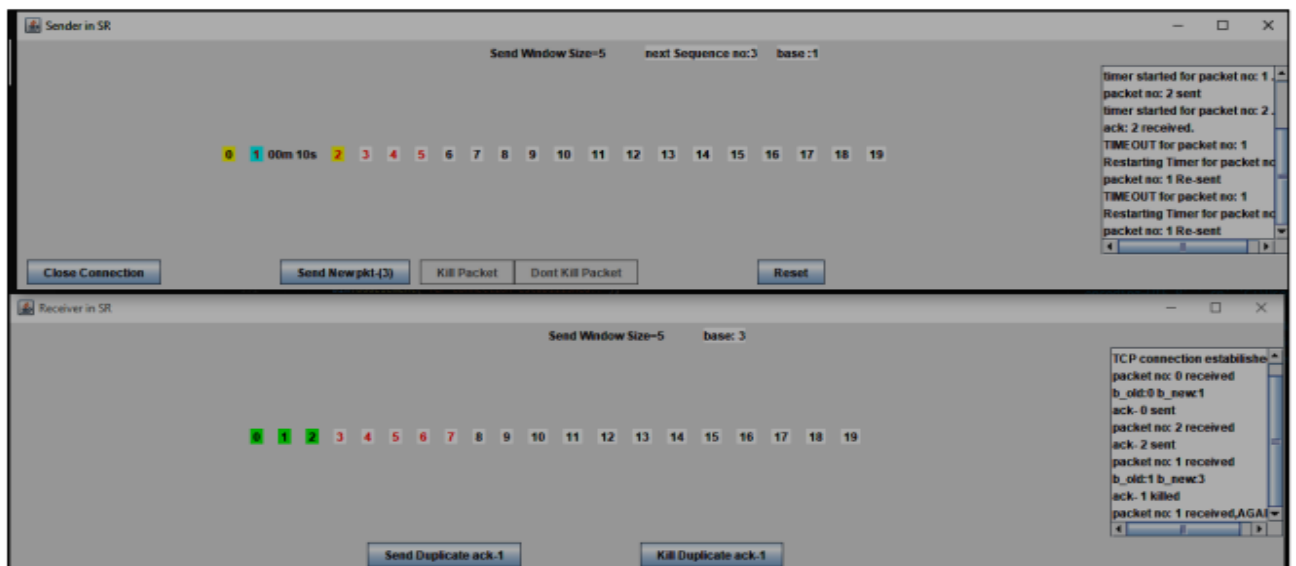 Sender in SR
Send Window Size=5 next Sequence no:3 base :1
timer started for packet no: 1 .
packet no: 2 sent
timer started for packet no: 2 .
ack: 2 received.
TIMEOUT for packet no: 1
Restarting Timer for packet no
packet no: 1 Re-sent
TIMEOUT for packet no: 1
Restarting Timer for packet no
packet no: 1 Re-sent
0 1 00m 10s 2 3 4 5 6 7 8 9 10 11 12 13 14 15 16 17 18 19
Close Connection Send New pkt-(3) Kill Packet Dont Kill Packet Reset
Receiver in SR
Send Window Size=5 base: 3
TCP connection estabilishe
packet no: 0 received
b_old:0 b_new:1
ack- 0 sent
packet no: 2 received
ack- 2 sent
packet no: 1 received
b_old:1 b_new:3
ack- 1 killed
packet no: 1 received,AGAI
0 1 2 3 4 5 6 7 8 9 10 11 12 13 14 15 16 17 18 19
Send Duplicate ack-1 Kill Duplicate ack-1